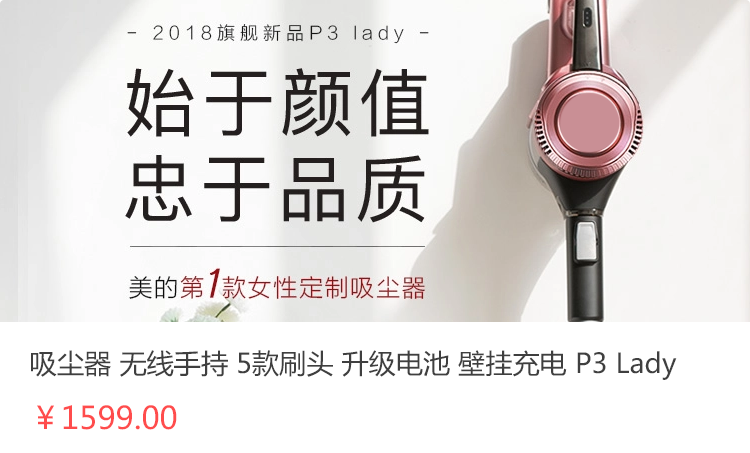 - 2018旗舰新品P3 lady -
始于颜值
忠于品质
美的第1款女性定制吸尘器
吸尘器 无线手持 5款刷头 升级电池 壁挂充电 P3 Lady
￥1599.00